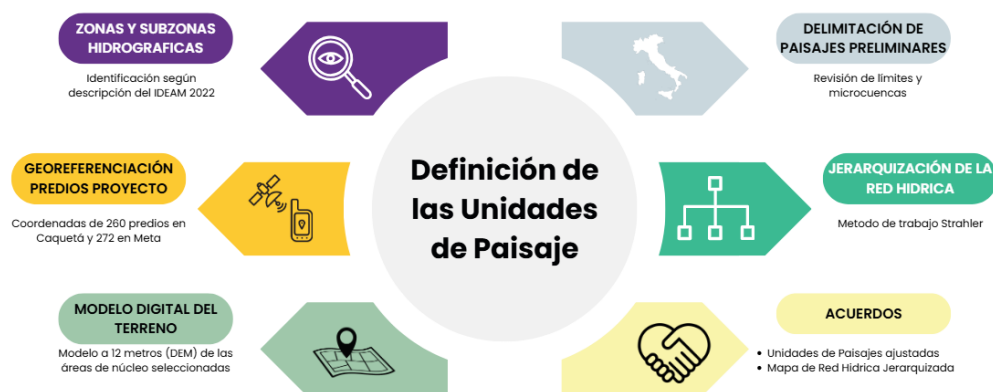 ZONAS Y SUBZONAS
HIDROGRAFICAS
Identificación según
descripción del IDEAM 2022
GEOREFERENCIACIÓN
PREDIOS PROYECTO
Coordenadas de 260 predios en
Caquetá y 272 en Meta
MODELO DIGITAL DEL
TERRENO
Modelo a 12 metros (DEM) de las
áreas de núcleo seleccionadas
Definición de
las Unidades
de Paisaje
DELIMITACIÓN DE
PAISAJES PRELIMINARES
Revisión de límites y
microcuencas
JERARQUIZACIÓN DE LA
RED HIDRICA
Metodo de trabajo Strahler
ACUERDOS
• Unidades de Paisajes ajustadas
• Mapa de Red Hidrica Jerarquizada